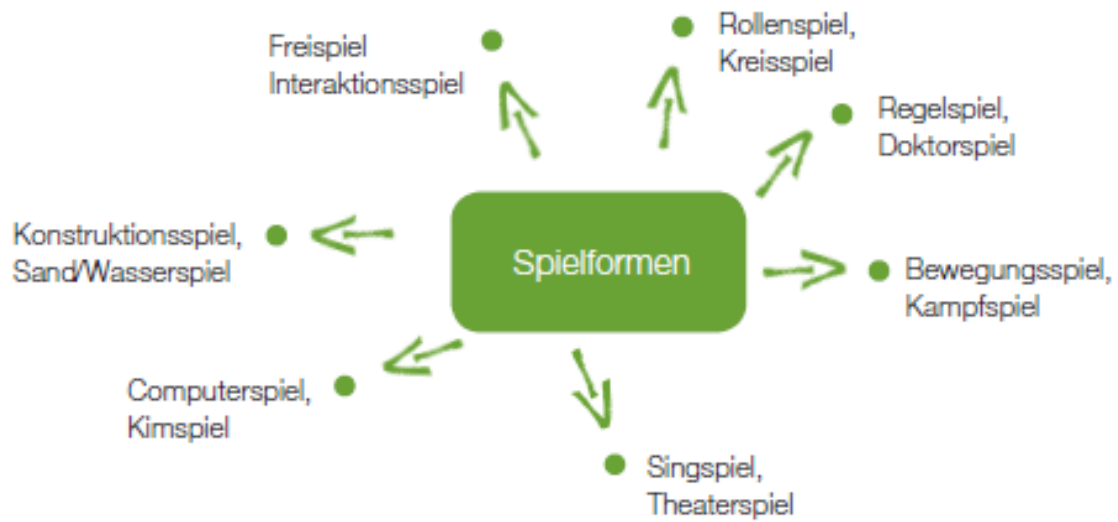 Freispiel
Interaktionsspiel
Rollenspiel,
Kreisspiel
Regelspiel,
Doktorspiel
Konstruktionsspiel,
Sand/Wasserspiel
Spielformen
Bewegungsspiel,
Kampfspiel
Computerspiel,
Kimspiel
Singspiel,
Theaterspiel